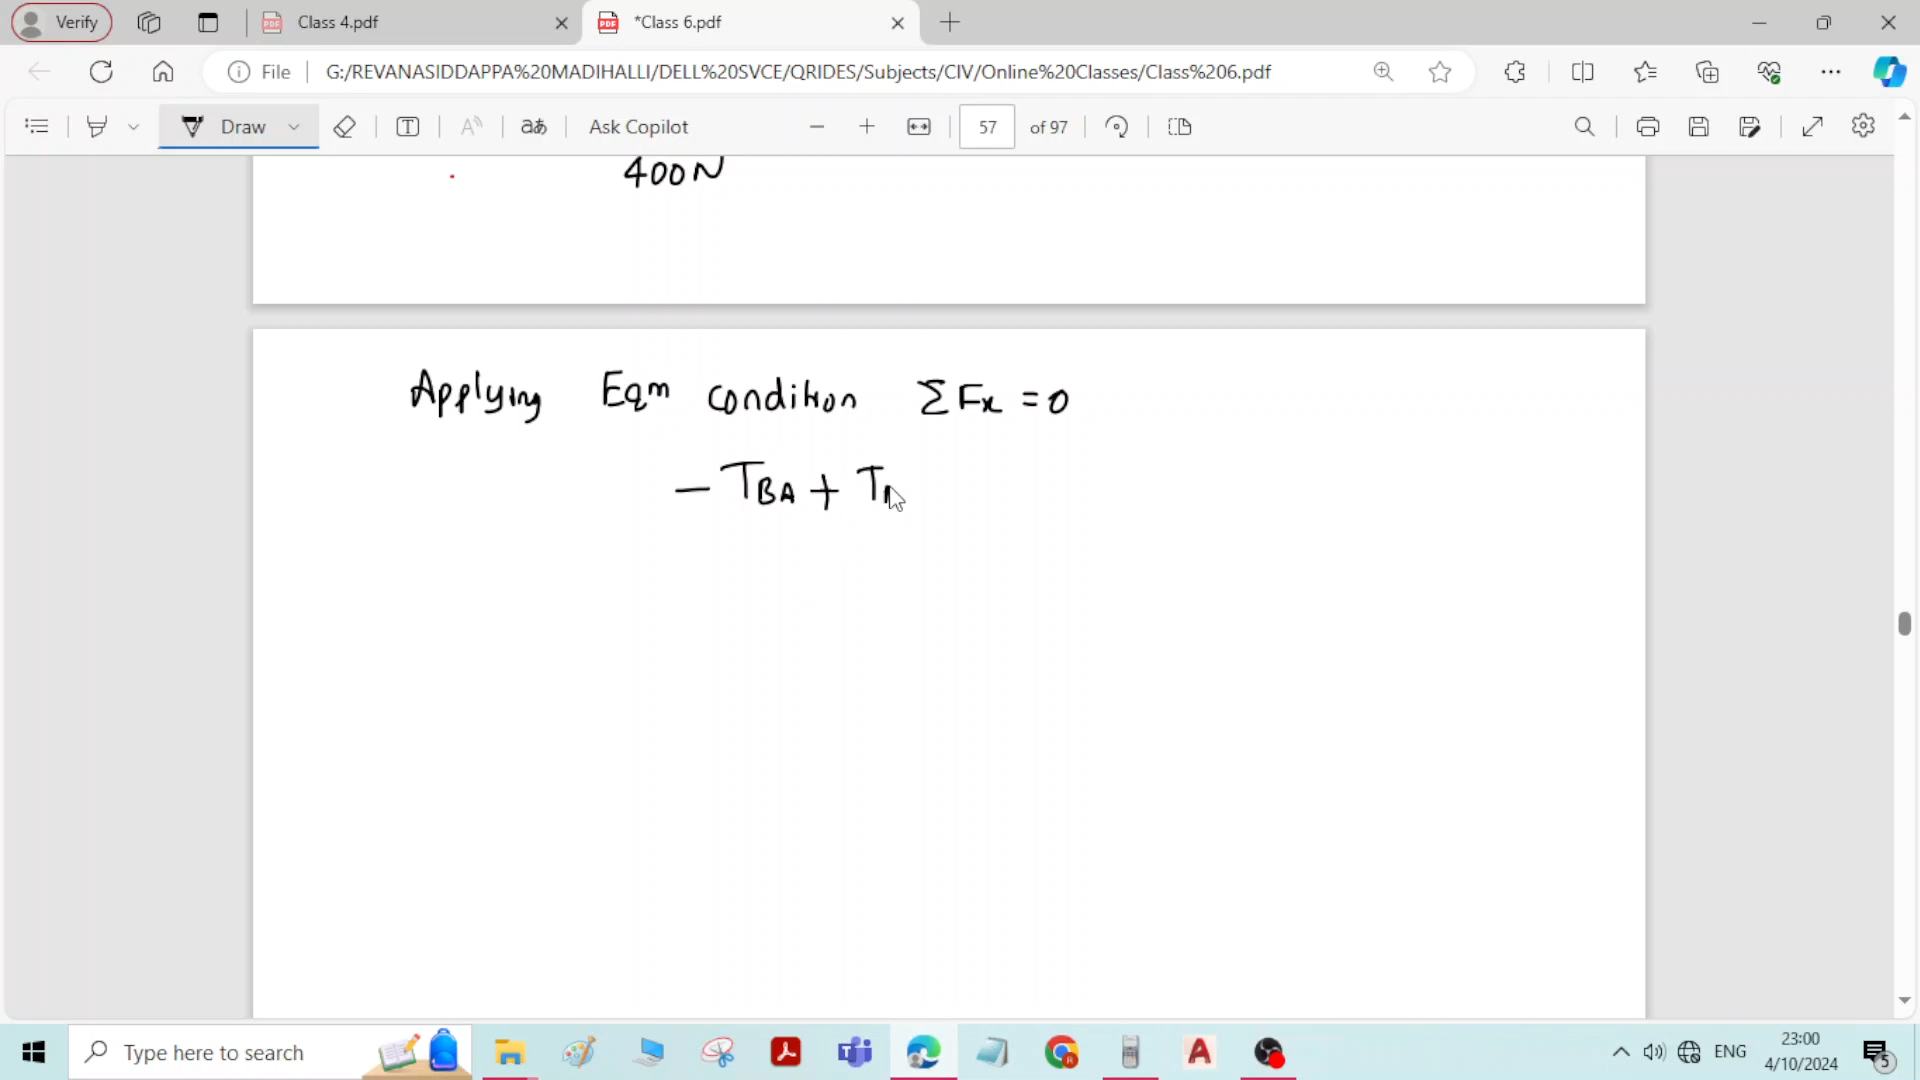 Verify
Class 4.pdf
*Class 6.pdf
File
G:/REVANASIDDAPPA%20MADIHALLI/DELL%20SVCE/QRIDES/Subjects/CIV/Online%20Classes/Class%206.pdf
Draw
Ask Copilot
57 of 97
400N
Applying Eqm condition ΣFx = 0
- TBA + T
Type here to search
ENG
23:00
4/10/2024
5